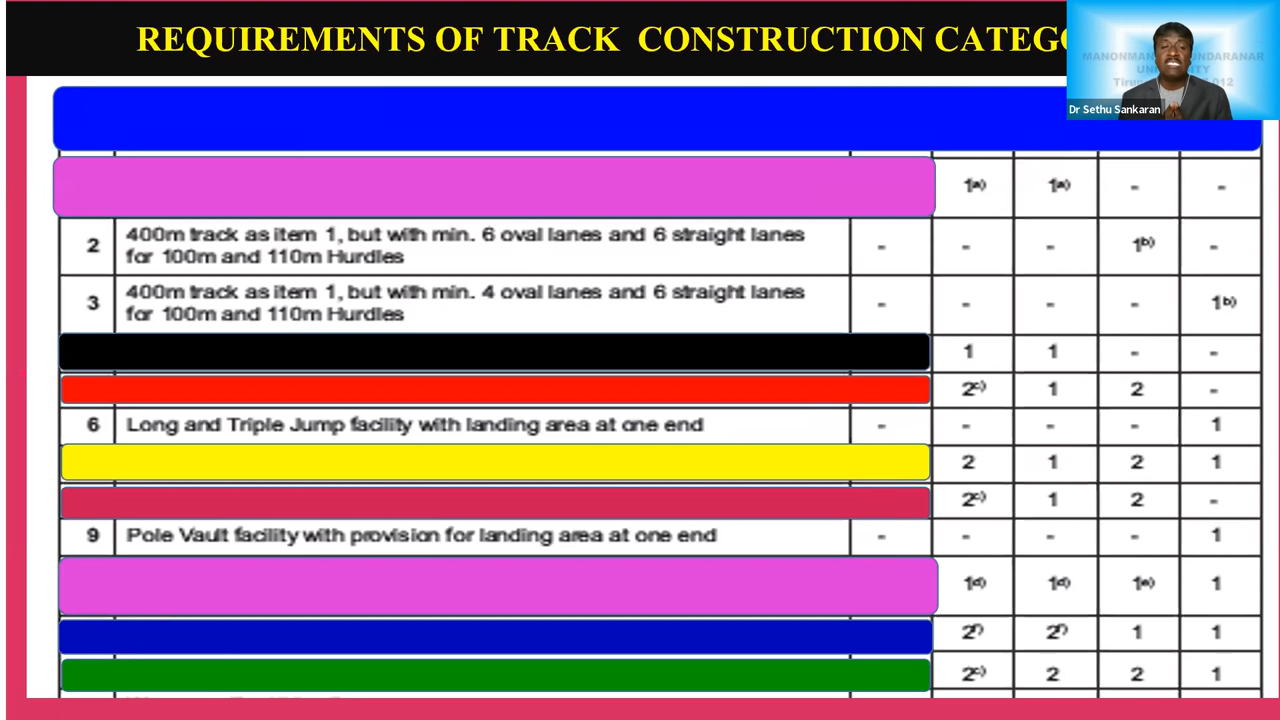 REQUIREMENTS OF TRACK CONSTRUCTION
Dr Sethu Sankaran
1a) 1a) - -
2 400m track as item 1, but with min. 6 oval lanes and 6 straight lanes
for 100m and 110m Hurdles - - - 1b) -
3 400m track as item 1, but with min. 4 oval lanes and 6 straight lanes
for 100m and 110m Hurdles - - - - 1b)
1 1 - -
2c) 1 2 -
6 Long and Triple Jump facility with landing area at one end - - - - 1
2 1 2 1
2c) 1 2 -
9 Pole Vault facility with provision for landing area at one end - - - - 1
1d) 1d) 1e) 1
2f) 2f) 1 1
2c) 2 2 1